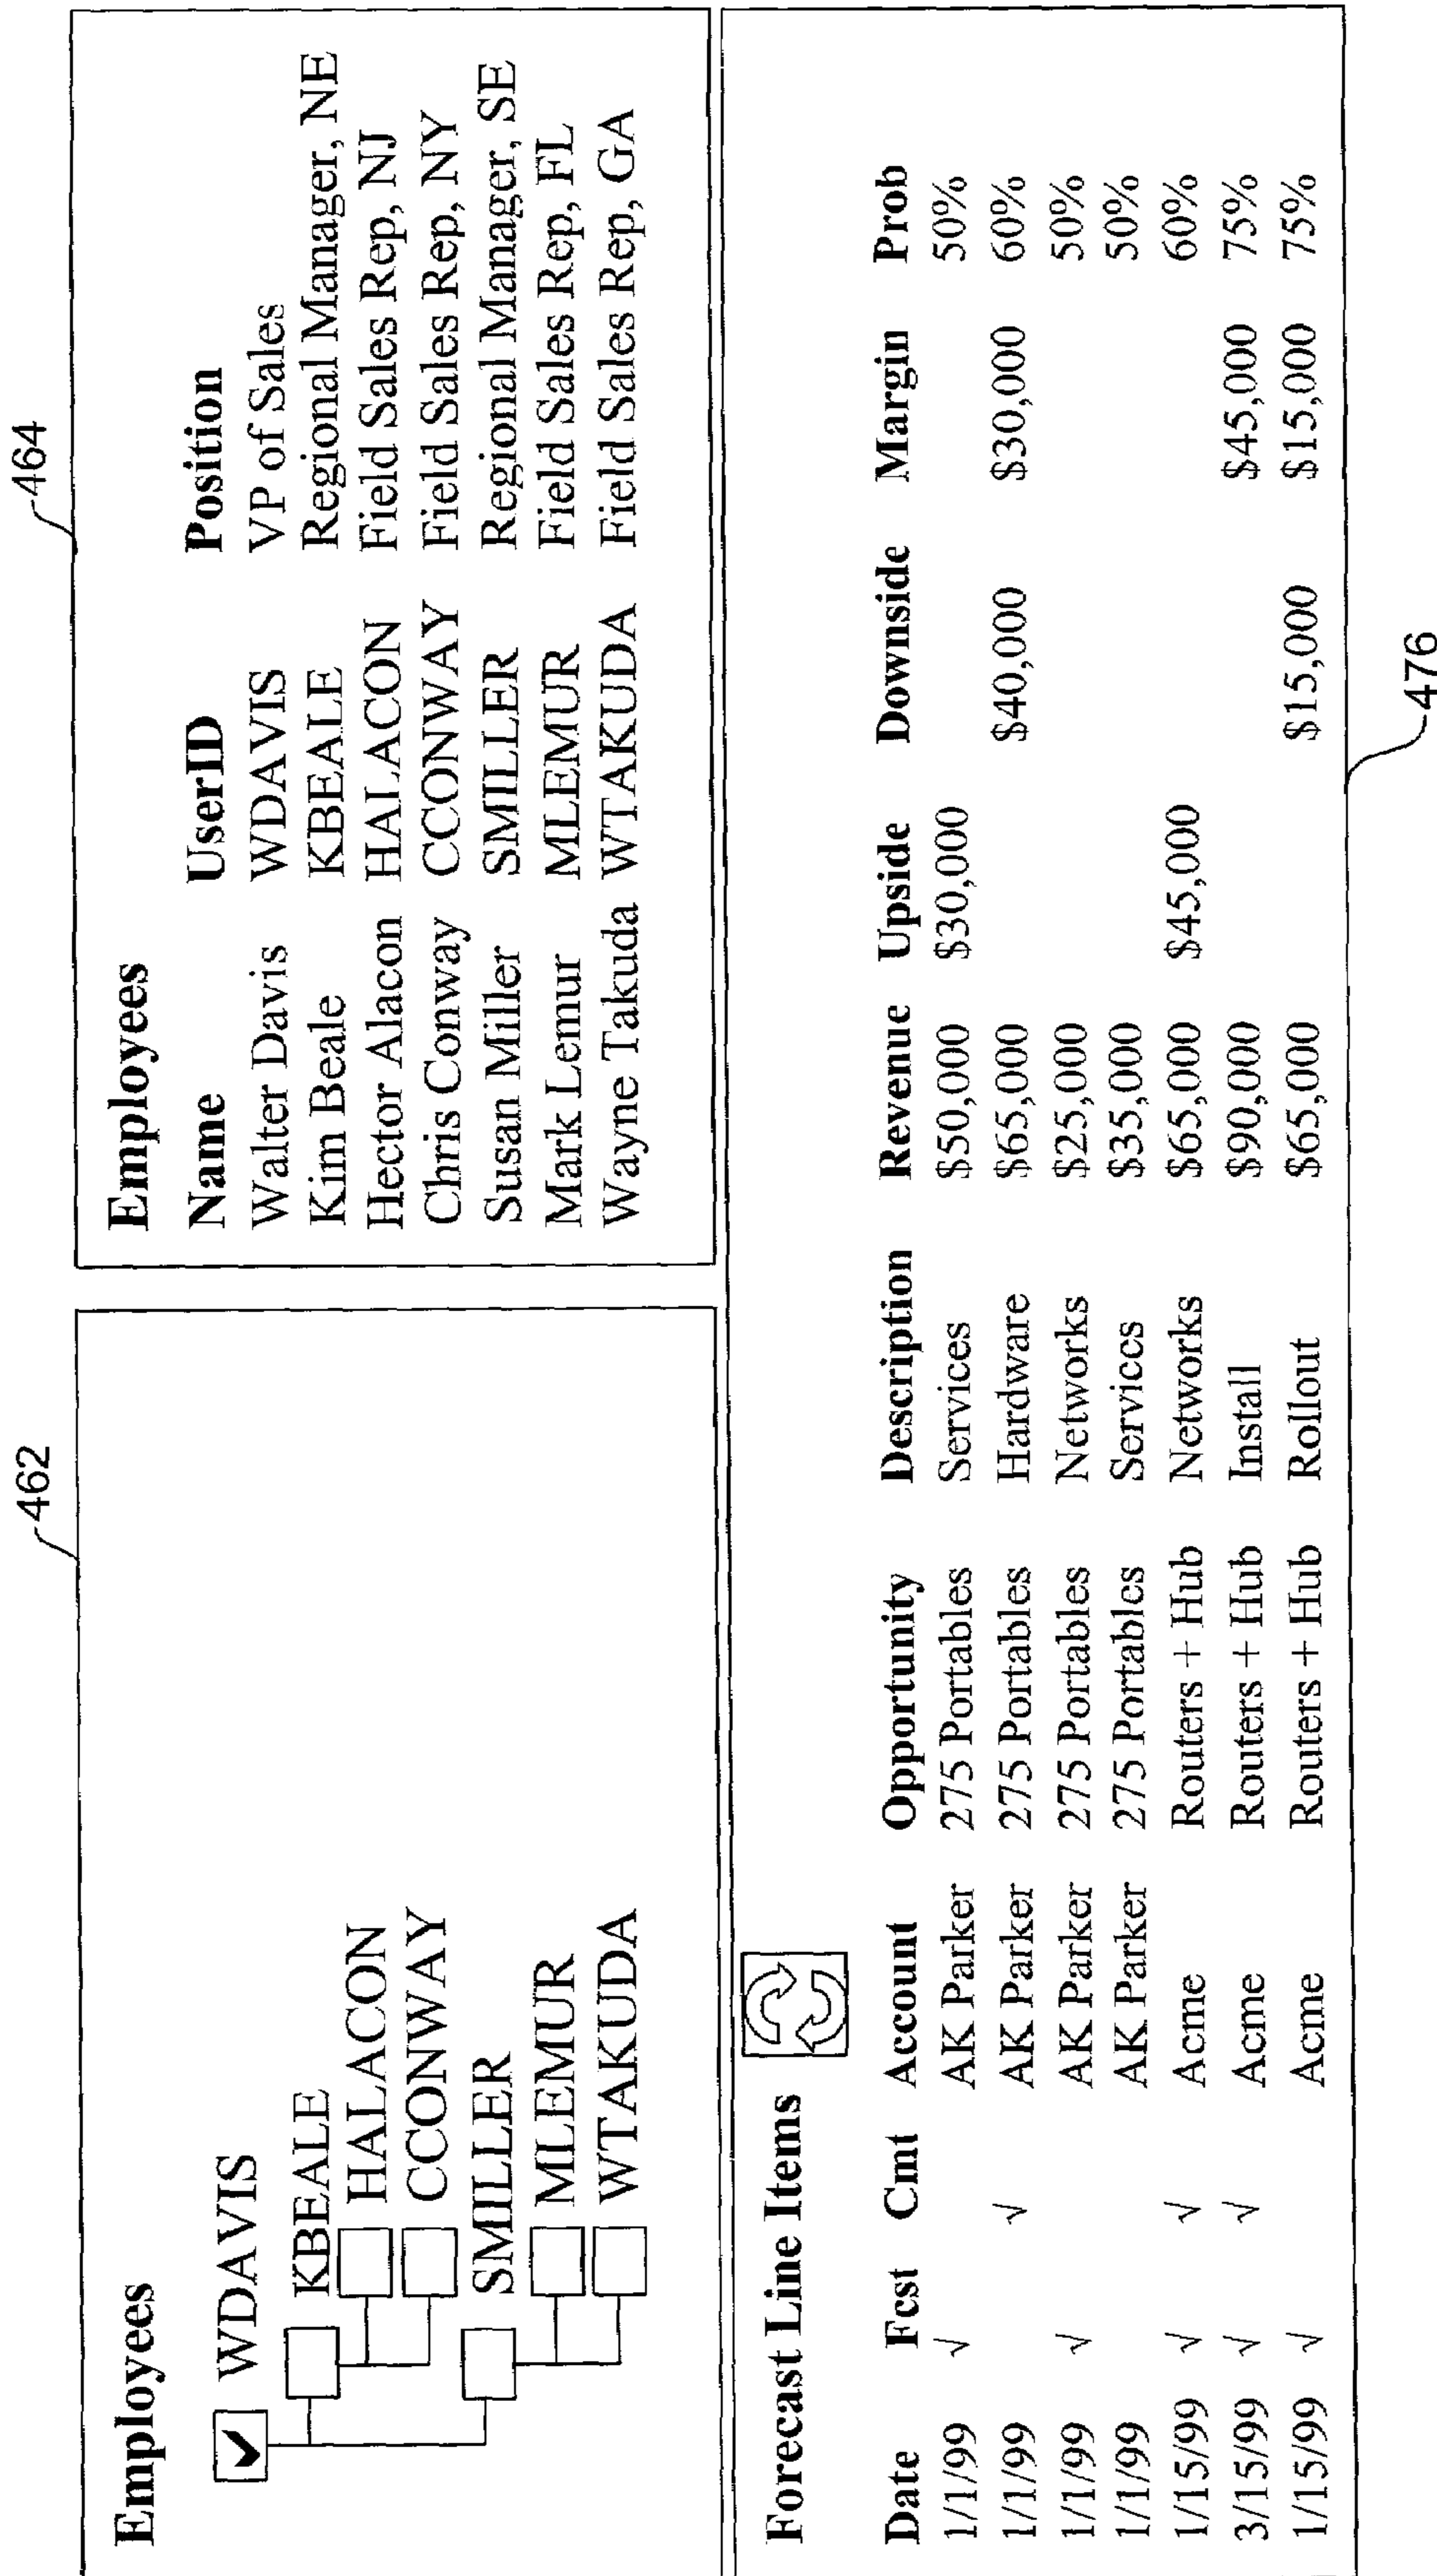 462
464
Employees
WDAVIS
KBEALE
HALACON
CCONWAY
SMILLER
MLEMUR
WTAKUDA
Employees
Name UserID Position
Walter Davis WDAVIS VP of Sales
Kim Beale KBEALE Regional Manager, NE
Hector Alacon HALACON Field Sales Rep, NJ
Chris Conway CCONWAY Field Sales Rep, NY
Susan Miller SMILLER Regional Manager, SE
Mark Lemur MLEMUR Field Sales Rep, FL
Wayne Takuda WTAKUDA Field Sales Rep, GA
Forecast Line Items
Date Fcst Cmt Account Opportunity Description Revenue Upside Downside Margin Prob
1/1/99 √ AK Parker 275 Portables Services $50,000 $30,000 50%
1/1/99 √ AK Parker 275 Portables Hardware $65,000 $40,000 $30,000 60%
1/1/99 √ AK Parker 275 Portables Networks $25,000 50%
1/1/99 AK Parker 275 Portables Services $35,000 50%
1/15/99 √ √ Acme Routers + Hub Networks $65,000 $45,000 60%
3/15/99 √ √ Acme Routers + Hub Install $90,000 $45,000 75%
1/15/99 √ Acme Routers + Hub Rollout $65,000 $15,000 $15,000 75%
476